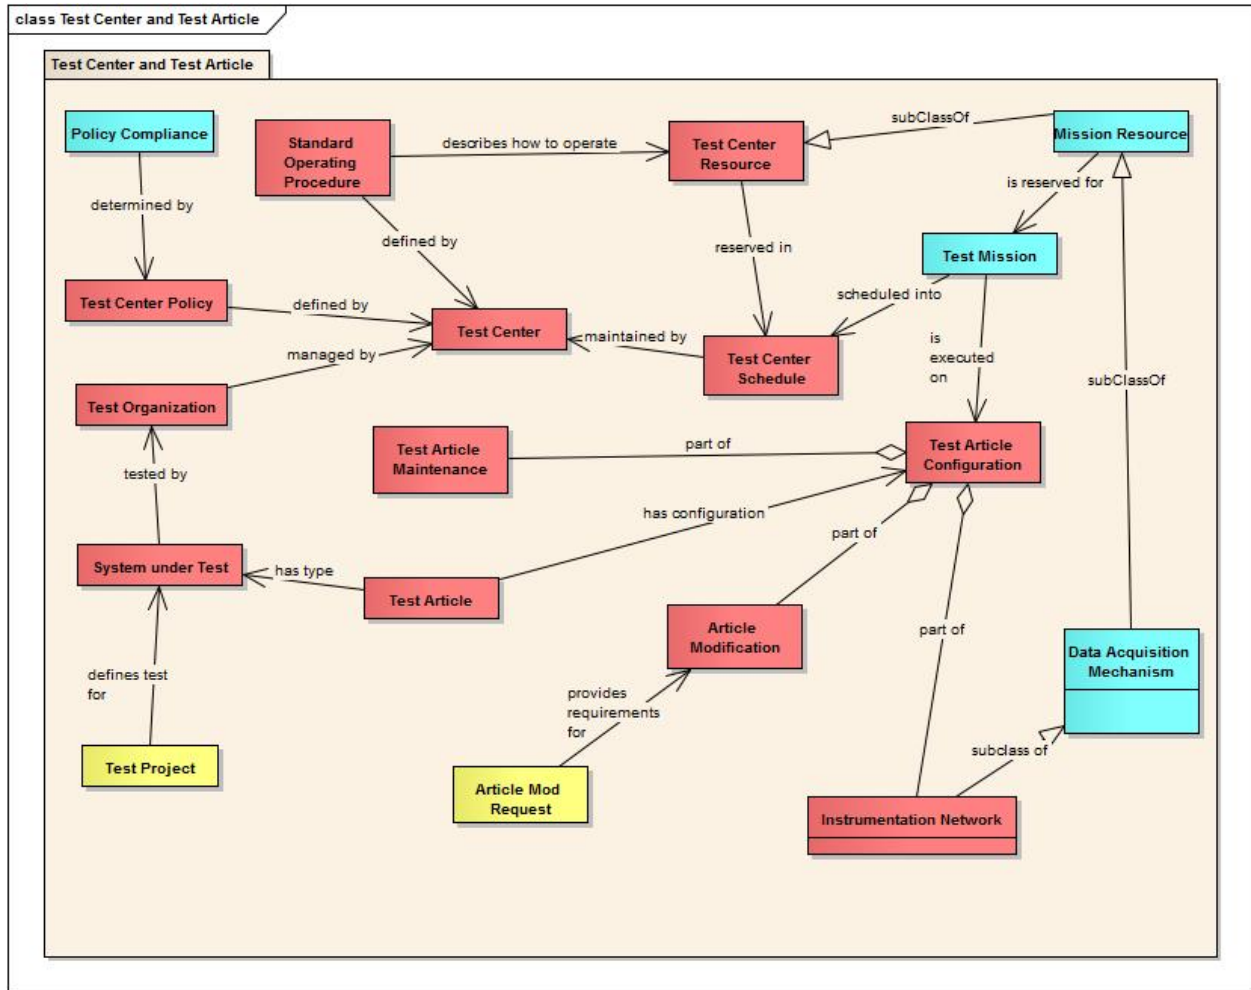 class Test Center and Test Article
Test Center and Test Article
Policy Compliance
Standard
Operating
Procedure
describes how to operate
Test Center
Resource
subClassOf
Mission Resource
is reserved for
determined by
defined by
reserved in
Test Mission
Test Center Policy
defined by
scheduled into
Test Center
maintained by
Test Center
Schedule
is
executed
on
managed by
subClassOf
Test Organization
Test Article
Maintenance
part of
Test Article
Configuration
tested by
has configuration
part of
System under Test
has type
Test Article
Article
Modification
part of
Data Acquisition
Mechanism
defines test
for
provides
requirements
for
subclass of
Test Project
Article Mod
Request
Instrumentation Network